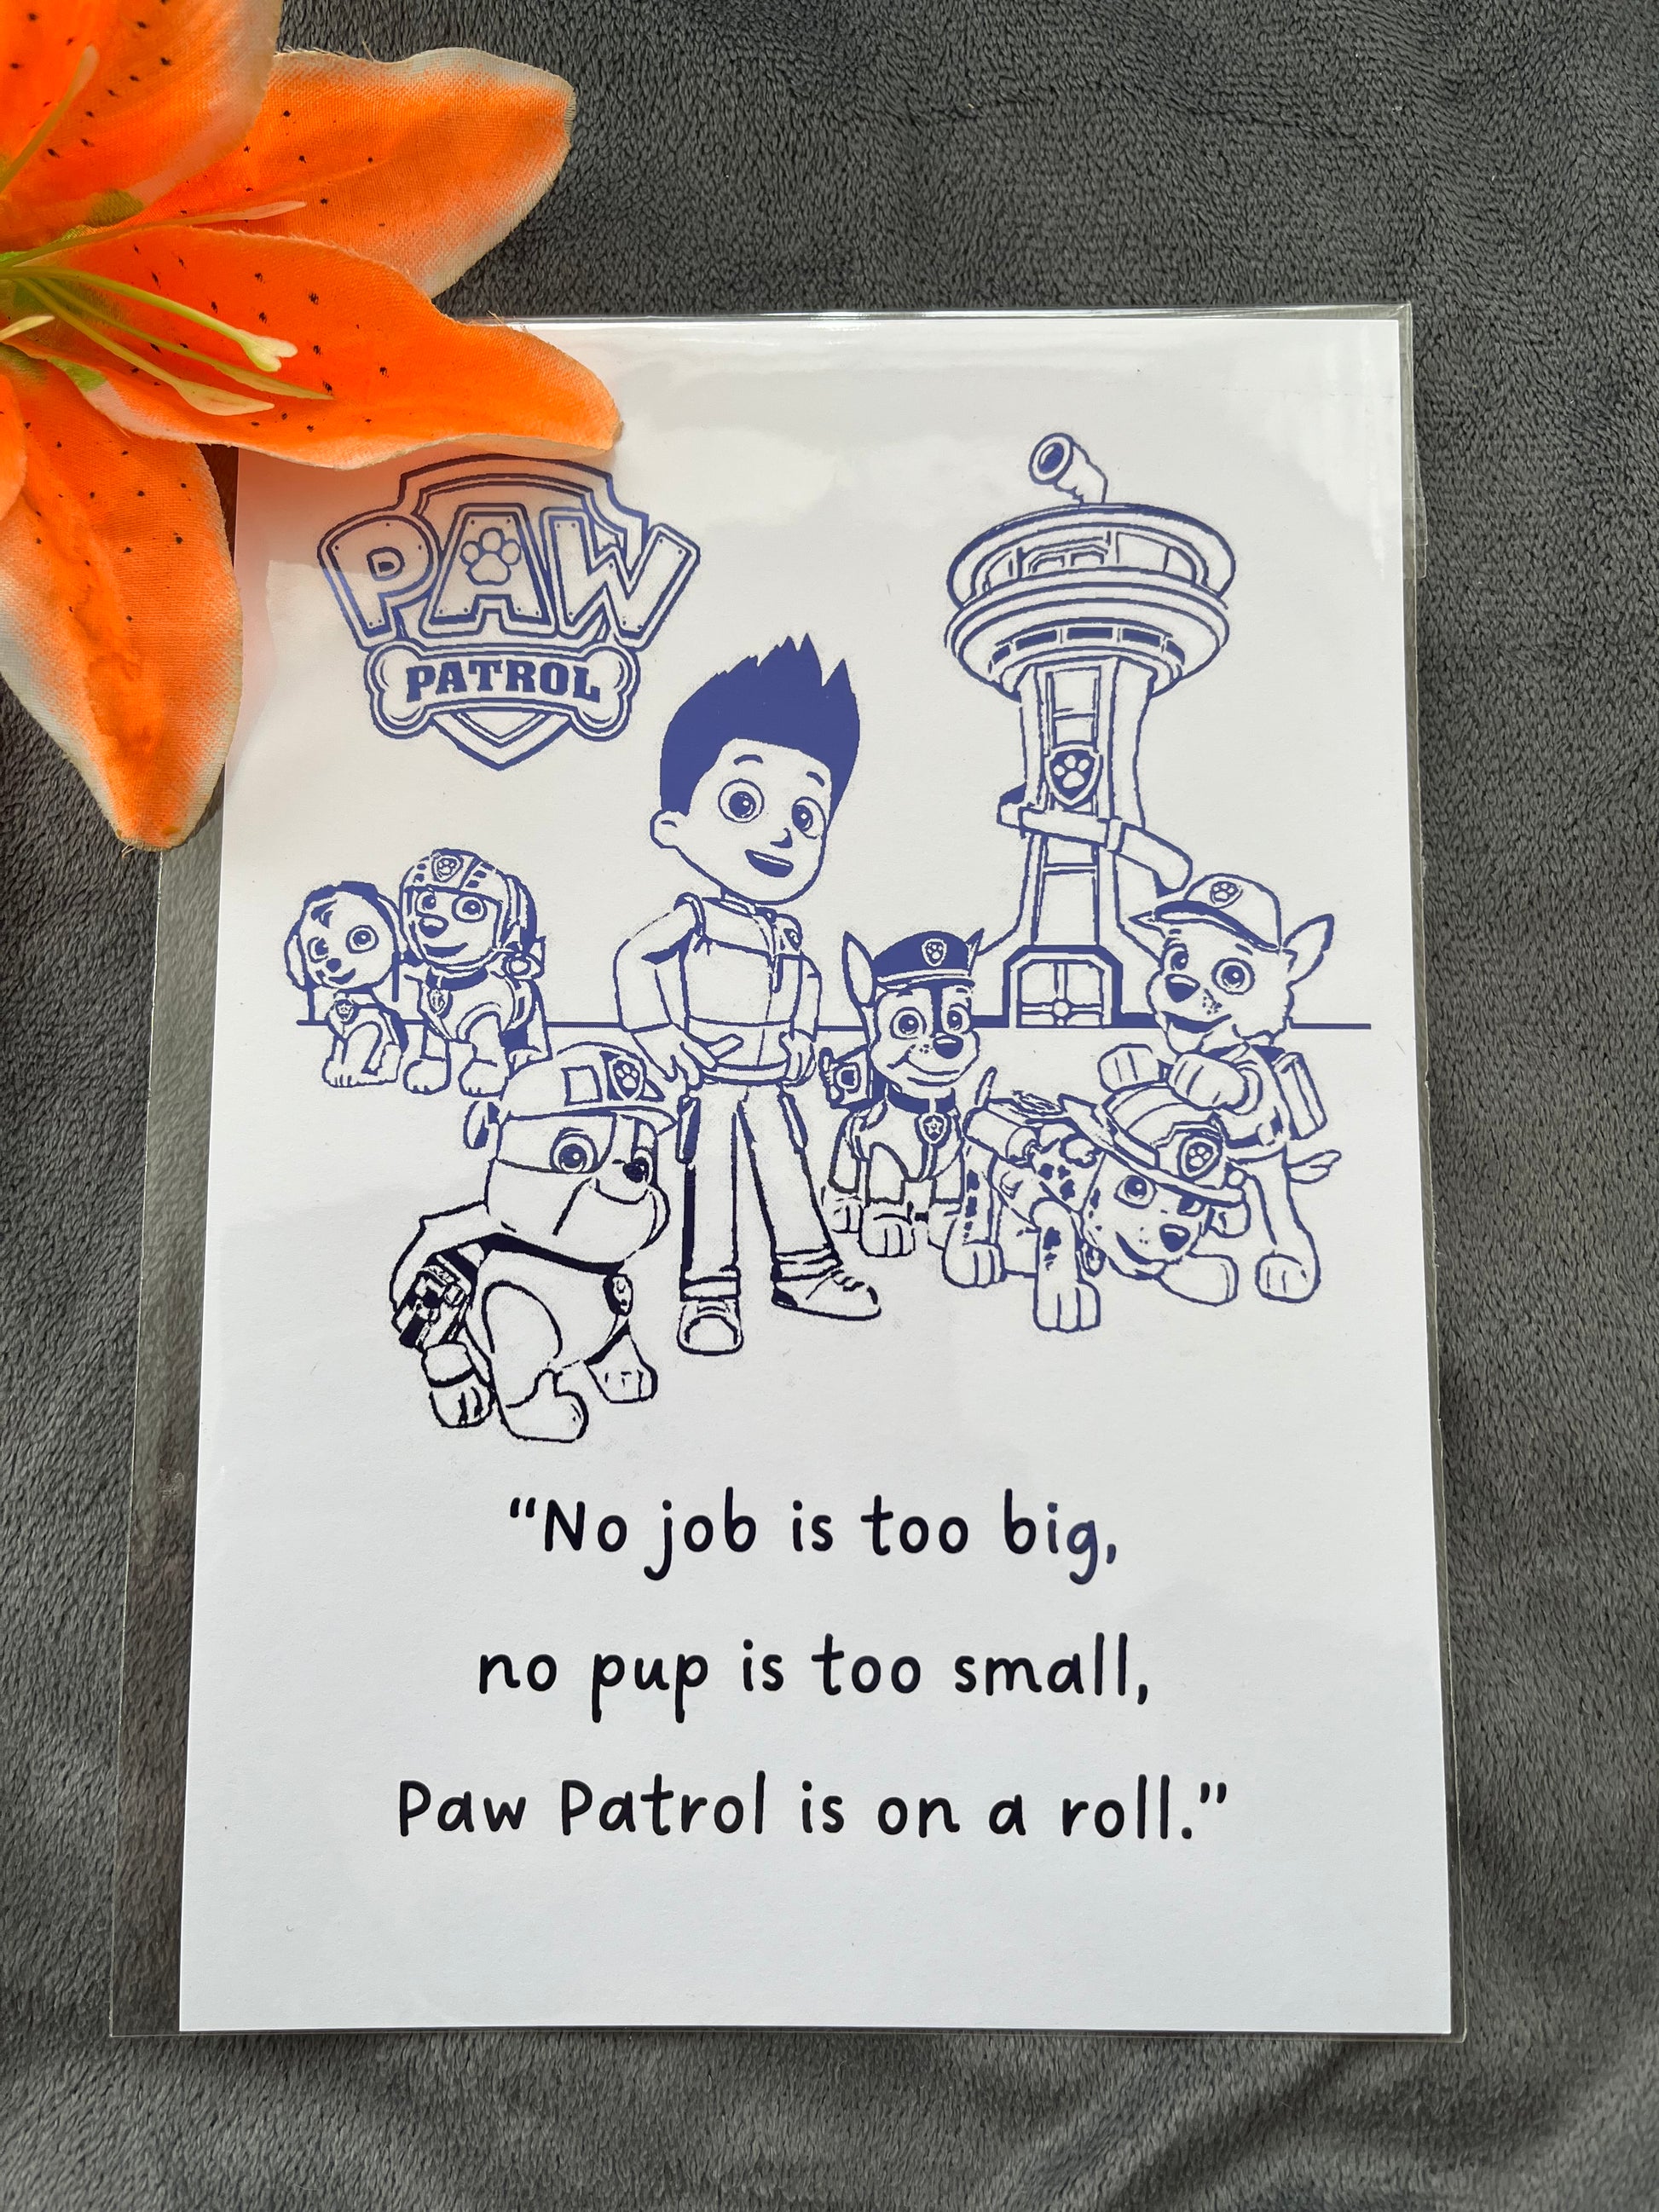 PAW
PATROL
“No job is too big,
no pup is too small,
Paw Patrol is on a roll.”